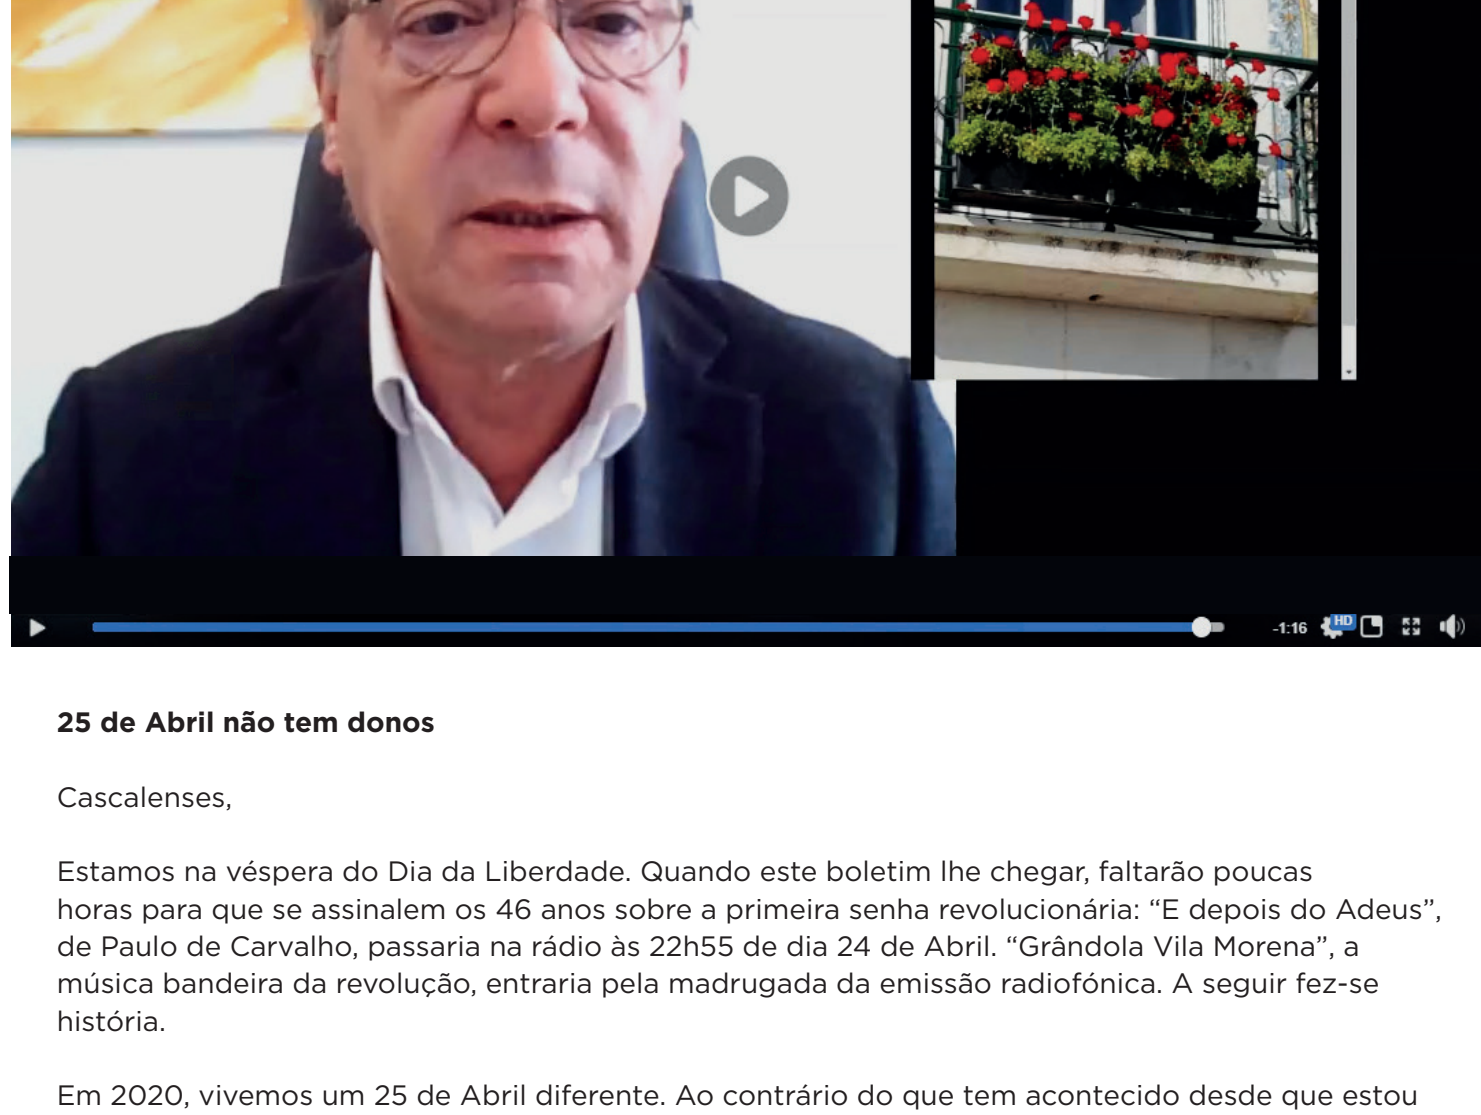 -1:16
HD
25 de Abril não tem donos
Cascalenses,
Estamos na véspera do Dia da Liberdade. Quando este boletim lhe chegar, faltarão poucas
horas para que se assinalem os 46 anos sobre a primeira senha revolucionária: “E depois do Adeus”,
de Paulo de Carvalho, passaria na rádio às 22h55 de dia 24 de Abril. “Grândola Vila Morena”, a
música bandeira da revolução, entraria pela madrugada da emissão radiofónica. A seguir fez-se
história.
Em 2020, vivemos um 25 de Abril diferente. Ao contrário do que tem acontecido desde que estou